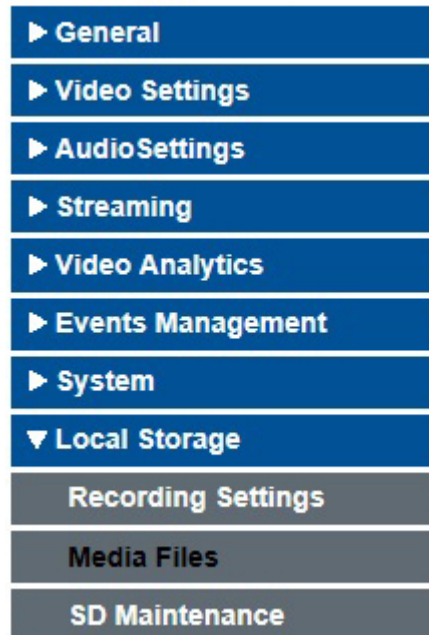 General
Video Settings
AudioSettings
Streaming
Video Analytics
Events Management
System
Local Storage
Recording Settings
Media Files
SD Maintenance